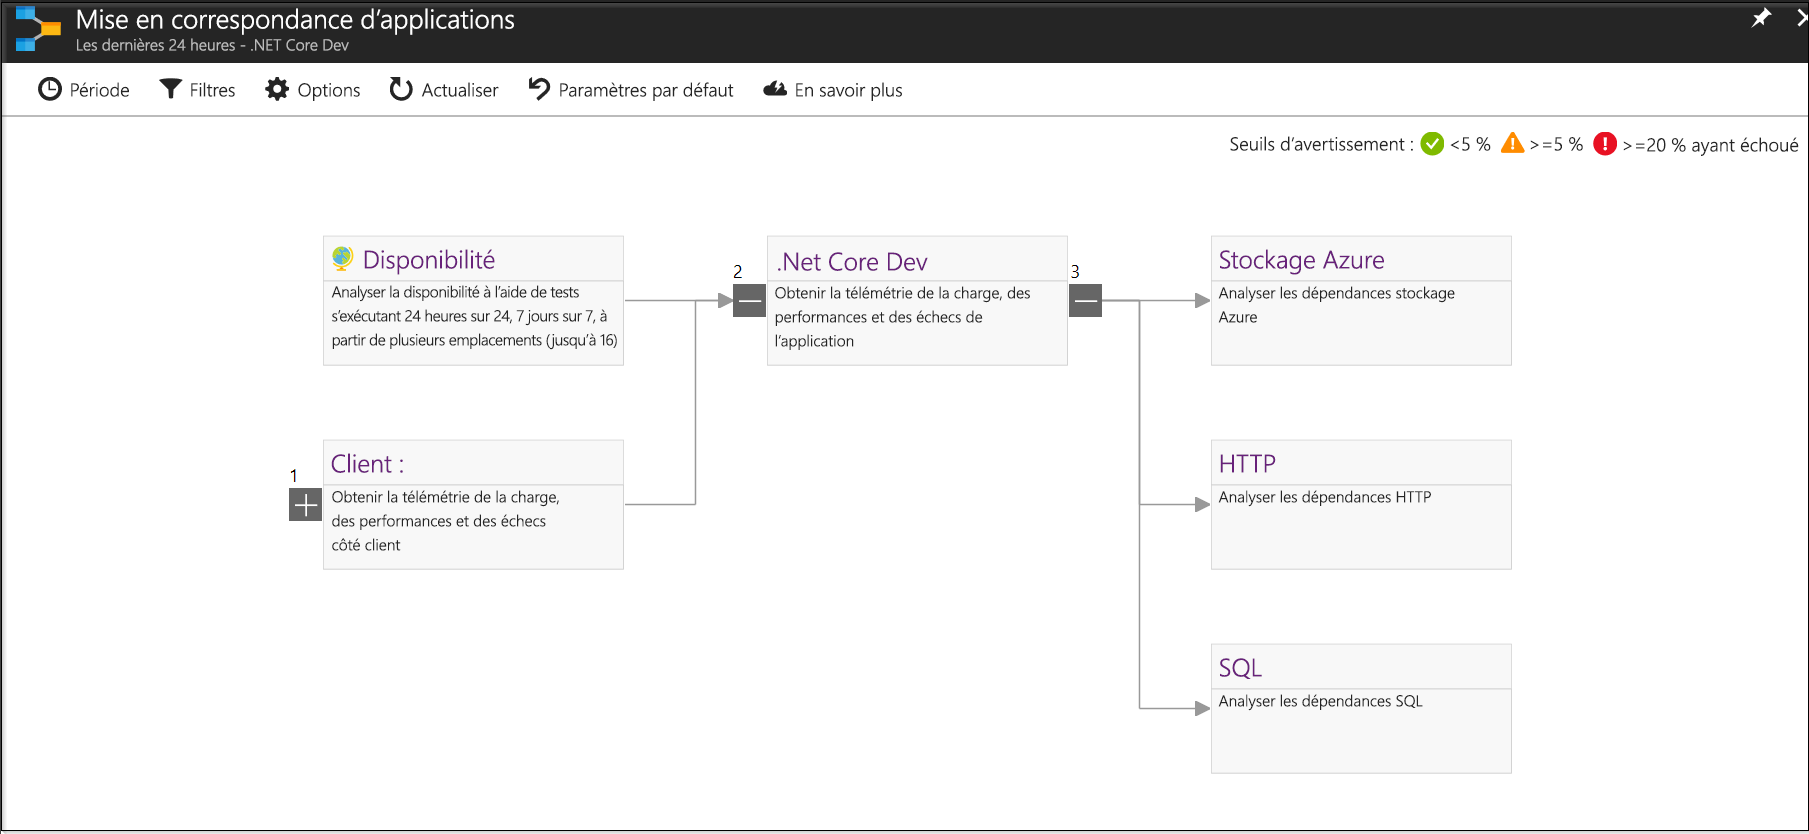 Mise en correspondance d’applications
Les dernières 24 heures - .NET Core Dev
Période Filtres Options Actualiser Paramètres par défaut En savoir plus
Seuils d’avertissement : <5 % >=5 % >=20 % ayant échoué
Disponibilité
Analyser la disponibilité à l’aide de tests
s’exécutant 24 heures sur 24, 7 jours sur 7, à
partir de plusieurs emplacements (jusqu’à 16)
2
.Net Core Dev
Obtenir la télémétrie de la charge, des
performances et des échecs de
l’application
3
Stockage Azure
Analyser les dépendances stockage
Azure
1
Client :
Obtenir la télémétrie de la charge,
des performances et des échecs
côté client
HTTP
Analyser les dépendances HTTP
SQL
Analyser les dépendances SQL